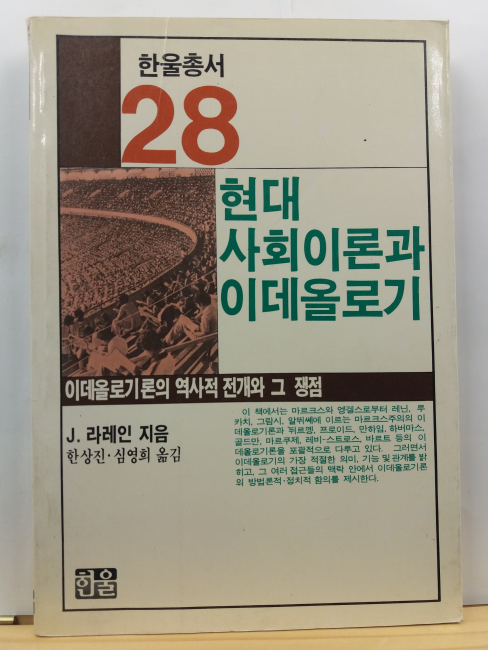 한울총서
28
현대
사회이론과
이데올로기
이데올로기론의 역사적 전개와 그 쟁점
이 책에서는 마르크스와 엥겔스로부터 레닌, 루
카치, 그람시, 알뛰쎄에 이르는 마르크스주의의 이
데올로기론과 뒤르껭, 프로이드, 만하임, 하버마스,
골드만, 마르쿠제, 레비-스트로스, 바르트 등의 이
데올로기론을 포괄적으로 다루고 있다. 그러면서
이데올로기의 가장 적절한 의미, 기능 및 관계를 밝
히고, 그 여러 접근들의 맥락 안에서 이데올로기론
의 방법론적·정치적 함의를 제시한다.
J. 라레인 지음
한상진·심영희 옮김
한울